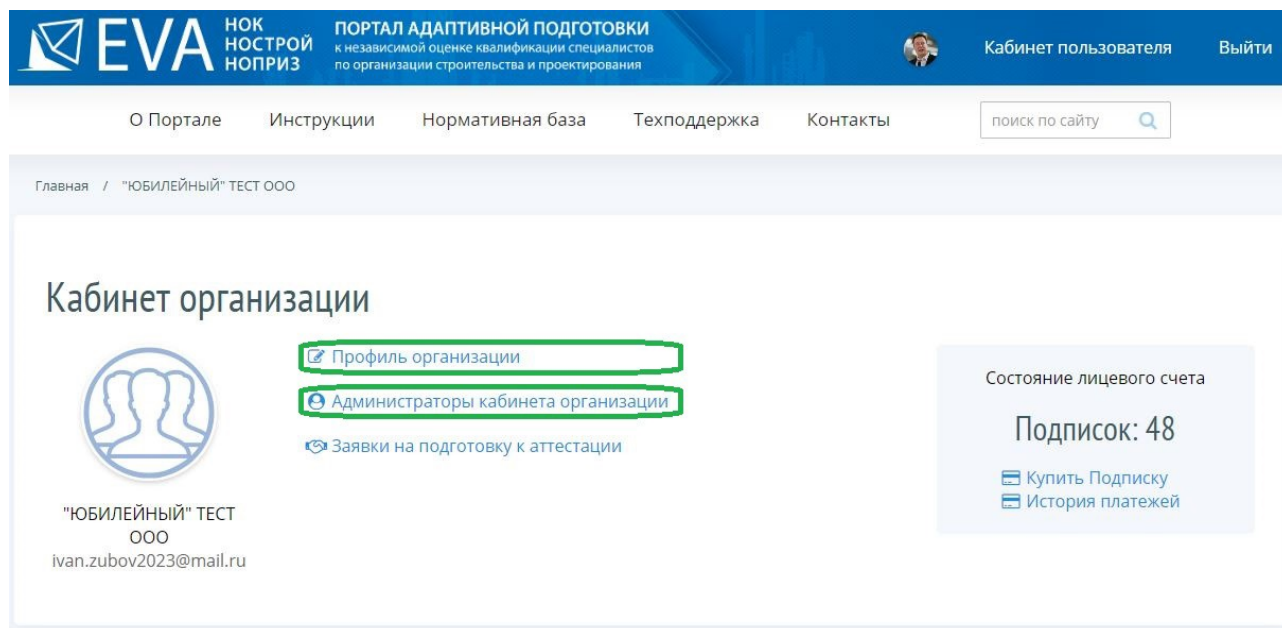 EVA
НОК
НОСТРОЙ
НОПРИЗ
ПОРТАЛ АДАПТИВНОЙ ПОДГОТОВКИ
к независимой оценке квалификации специалистов
по организации строительства и проектирования
Кабинет пользователя
Выйти
О Портале Инструкции Нормативная база Техподдержка Контакты
поиск по сайту
Главная / "ЮБИЛЕЙНЫЙ" ТЕСТ ООО
Кабинет организации
Профиль организации
Администраторы кабинета организации
Заявки на подготовку к аттестации
"ЮБИЛЕЙНЫЙ" ТЕСТ
ООО
ivan.zubov2023@mail.ru
Состояние лицевого счета
Подписок: 48
Купить Подписку
История платежей